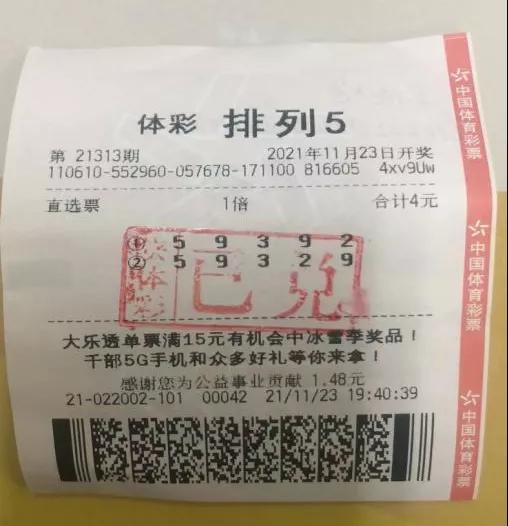 体彩 排列5
第 21313期 2021年11月23日开奖
110610-552960-057678-171100 816605 4xv9Uw
直选票 1倍 合计4元
① 5 9 3 9 2
② 5 9 3 2 9
体彩 已兑
大乐透单票满15元有机会中冰雪季奖品！
千部5G手机和众多好礼等你来拿！
感谢您为公益事业贡献 1.48元
21-022002-101 00042 21/11/23 19:40:39
中国体育彩票
中国体育彩票
中国体育彩票